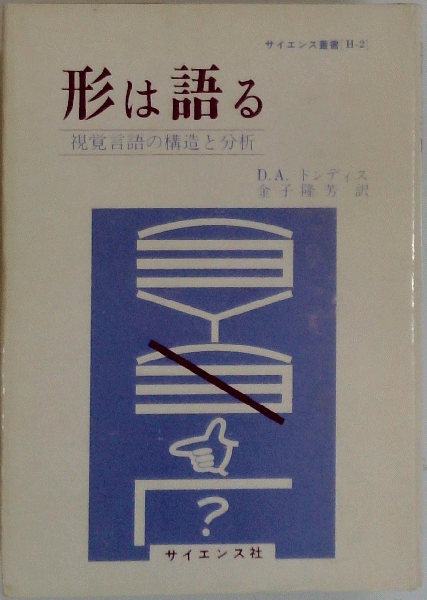 サイエンス叢書[H-2]
形は語る
視覚言語の構造と分析
D.A. ドンディス
金子隆芳 訳
?
サイエンス社